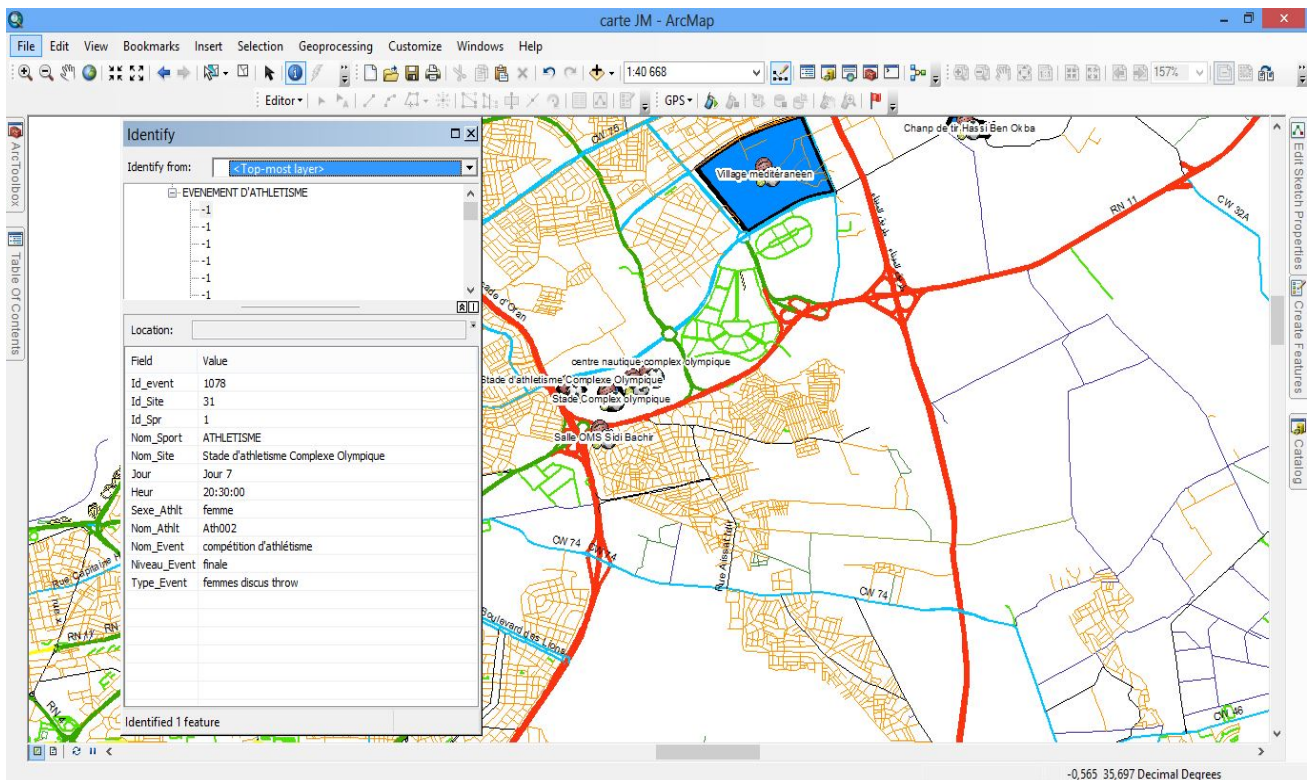 carte JM - ArcMap
File Edit View Bookmarks Insert Selection Geoprocessing Customize Windows Help
1:40 668
157%
Editor
GPS
ArcToolbox
Table Of Contents
Identify
Identify from:
<Top-most layer>
EVENEMENT D'ATHLETISME
-1
-1
-1
-1
-1
-1
Location:
Field Value
Id_event 1078
Id_Site 31
Id_Spr 1
Nom_Sport ATHLETISME
Nom_Site Stade d'athletisme Complexe Olympique
Jour Jour 7
Heur 20:30:00
Sexe_Athlt femme
Nom_Athlt Ath002
Nom_Event compétition d'athlétisme
Niveau_Event finale
Type_Event femmes discus throw
Identified 1 feature
CW 75
Village mediteranéen
Chanp de tir Hassi Ben Okba
RN 11
CW 32A
centre nautique complex olympique
Stade d'athletisme Complexe Olympique
Stade Complex olympique
Salle OMS Sidi Bachir
CW 74
CW 74
CW 74
Boulevard des Lions
RN 11
RN
RN 4
CW 46
Edit Sketch Properties
Create Features
Catalog
-0,565 35,697 Decimal Degrees